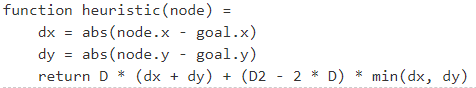 function heuristic(node) =
    dx = abs(node.x - goal.x)
    dy = abs(node.y - goal.y)
    return D * (dx + dy) + (D2 - 2 * D) * min(dx, dy)